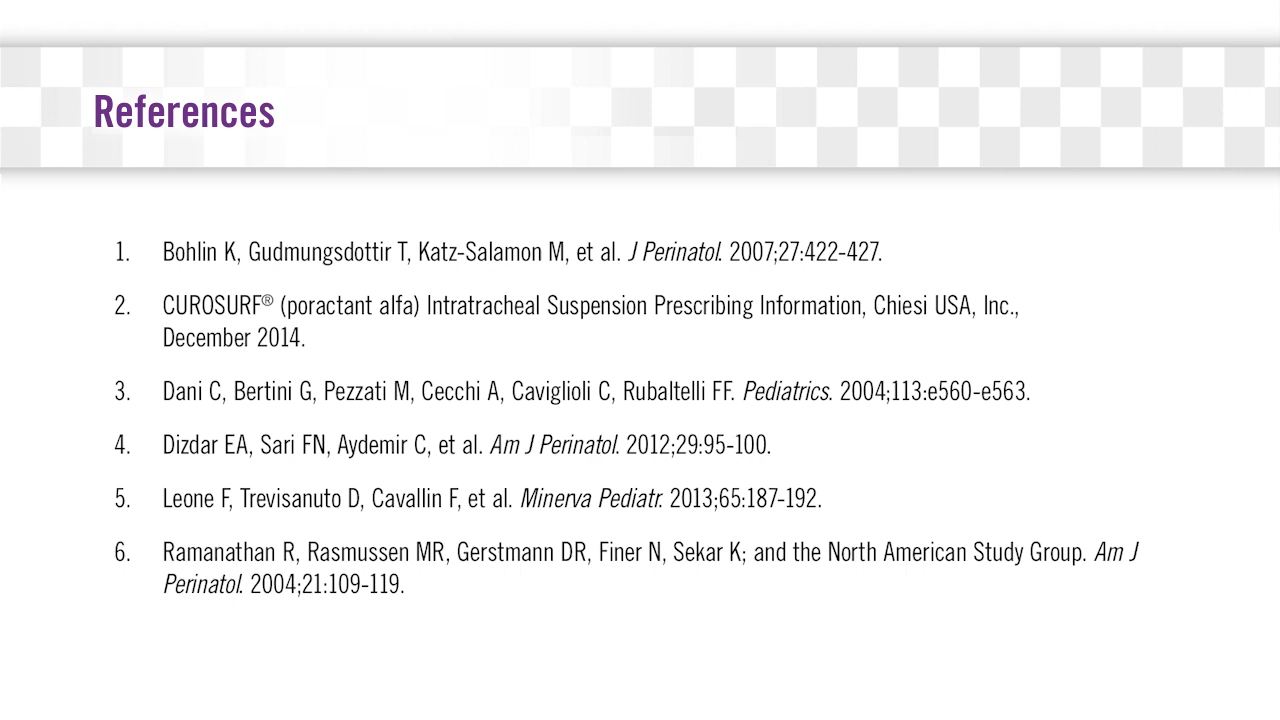 References
1. Bohlin K, Gudmungsdottir T, Katz-Salamon M, et al. J Perinatol. 2007;27:422-427.
2. CUROSURF® (poractant alfa) Intratracheal Suspension Prescribing Information, Chiesi USA, Inc.,
December 2014.
3. Dani C, Bertini G, Pezzati M, Cecchi A, Caviglioli C, Rubaltelli FF. Pediatrics. 2004;113:e560-e563.
4. Dizdar EA, Sari FN, Aydemir C, et al. Am J Perinatol. 2012;29:95-100.
5. Leone F, Trevisanuto D, Cavallin F, et al. Minerva Pediatr. 2013;65:187-192.
6. Ramanathan R, Rasmussen MR, Gerstmann DR, Finer N, Sekar K; and the North American Study Group. Am J
Perinatol. 2004;21:109-119.